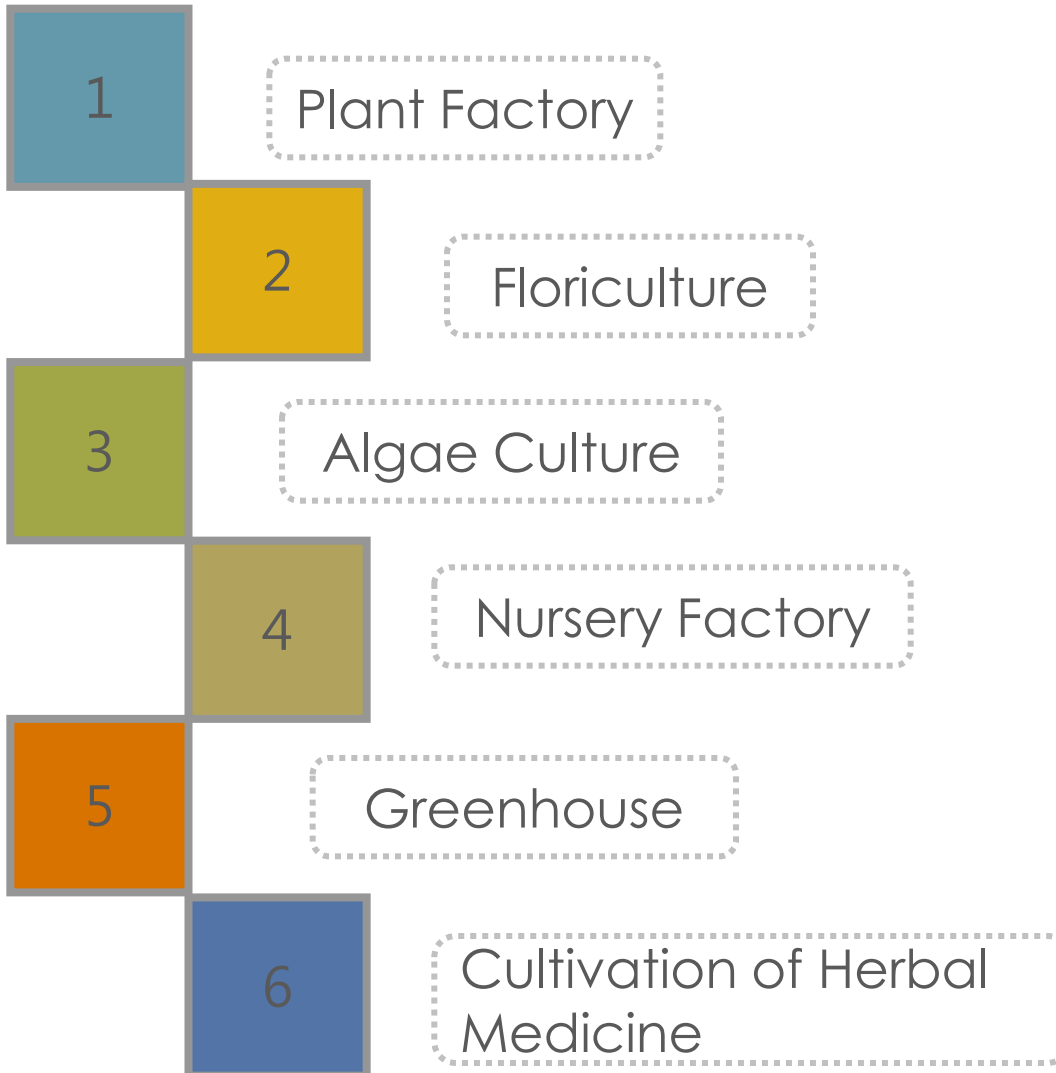 1
Plant Factory
2
Floriculture
3
Algae Culture
4
Nursery Factory
5
Greenhouse
6
Cultivation of Herbal
Medicine